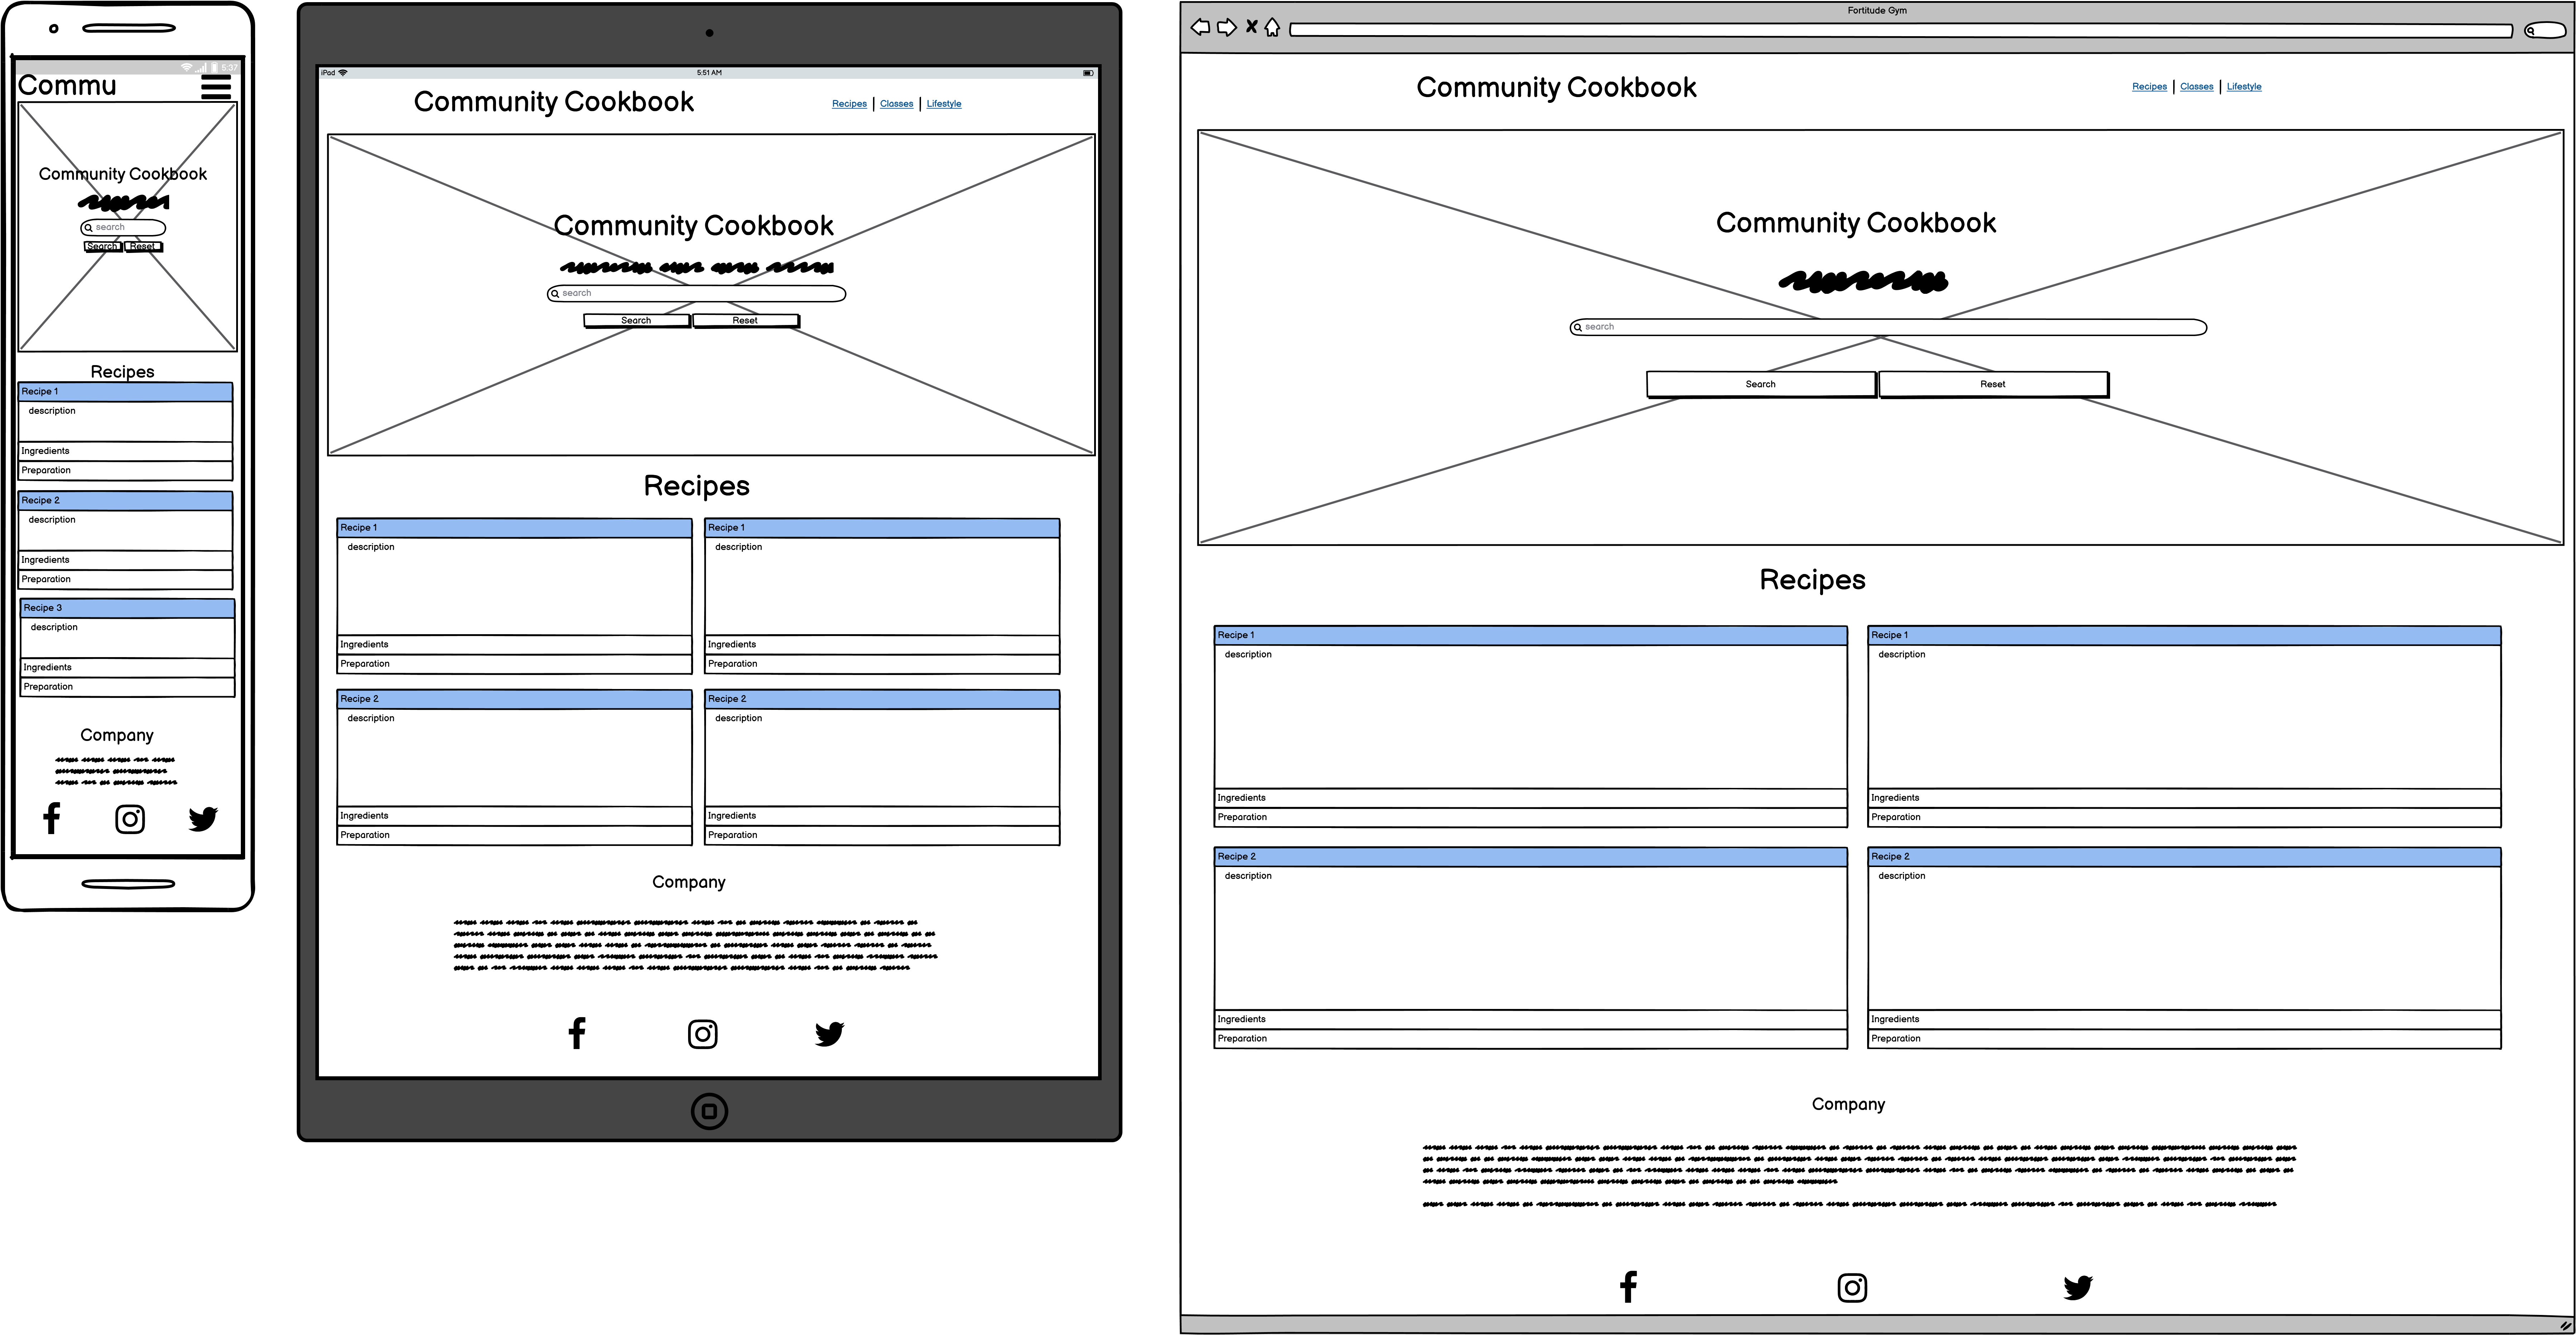 5:37
Commu
Community Cookbook
search
Search Reset
Recipes
Recipe 1
description
Ingredients
Preparation
Recipe 2
description
Ingredients
Preparation
Recipe 3
description
Ingredients
Preparation
Company
iPad 5:51 AM
Community Cookbook Recipes | Classes | Lifestyle
Community Cookbook
search
Search Reset
Recipes
Recipe 1 Recipe 1
description description
Ingredients Ingredients
Preparation Preparation
Recipe 2 Recipe 2
description description
Ingredients Ingredients
Preparation Preparation
Company
Fortitude Gym
Community Cookbook Recipes | Classes | Lifestyle
Community Cookbook
search
Search Reset
Recipes
Recipe 1 Recipe 1
description description
Ingredients Ingredients
Preparation Preparation
Recipe 2 Recipe 2
description description
Ingredients Ingredients
Preparation Preparation
Company